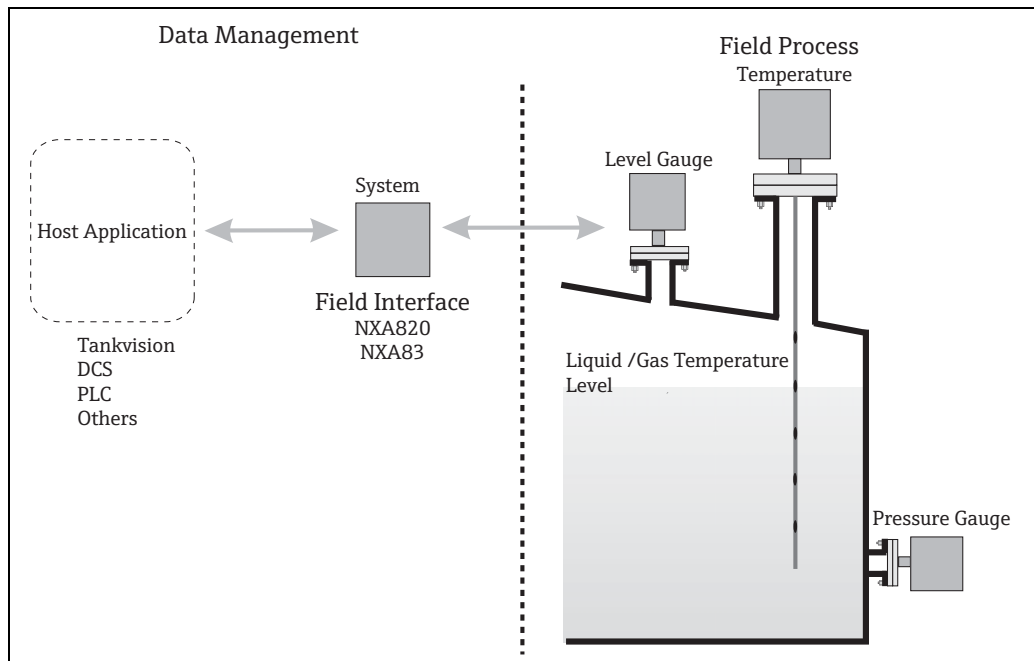 Data Management
Field Process
Temperature
Level Gauge
System
Host Application
Field Interface
NXA820
NXA83
Tankvision
DCS
PLC
Others
Liquid /Gas Temperature
Level
Pressure Gauge